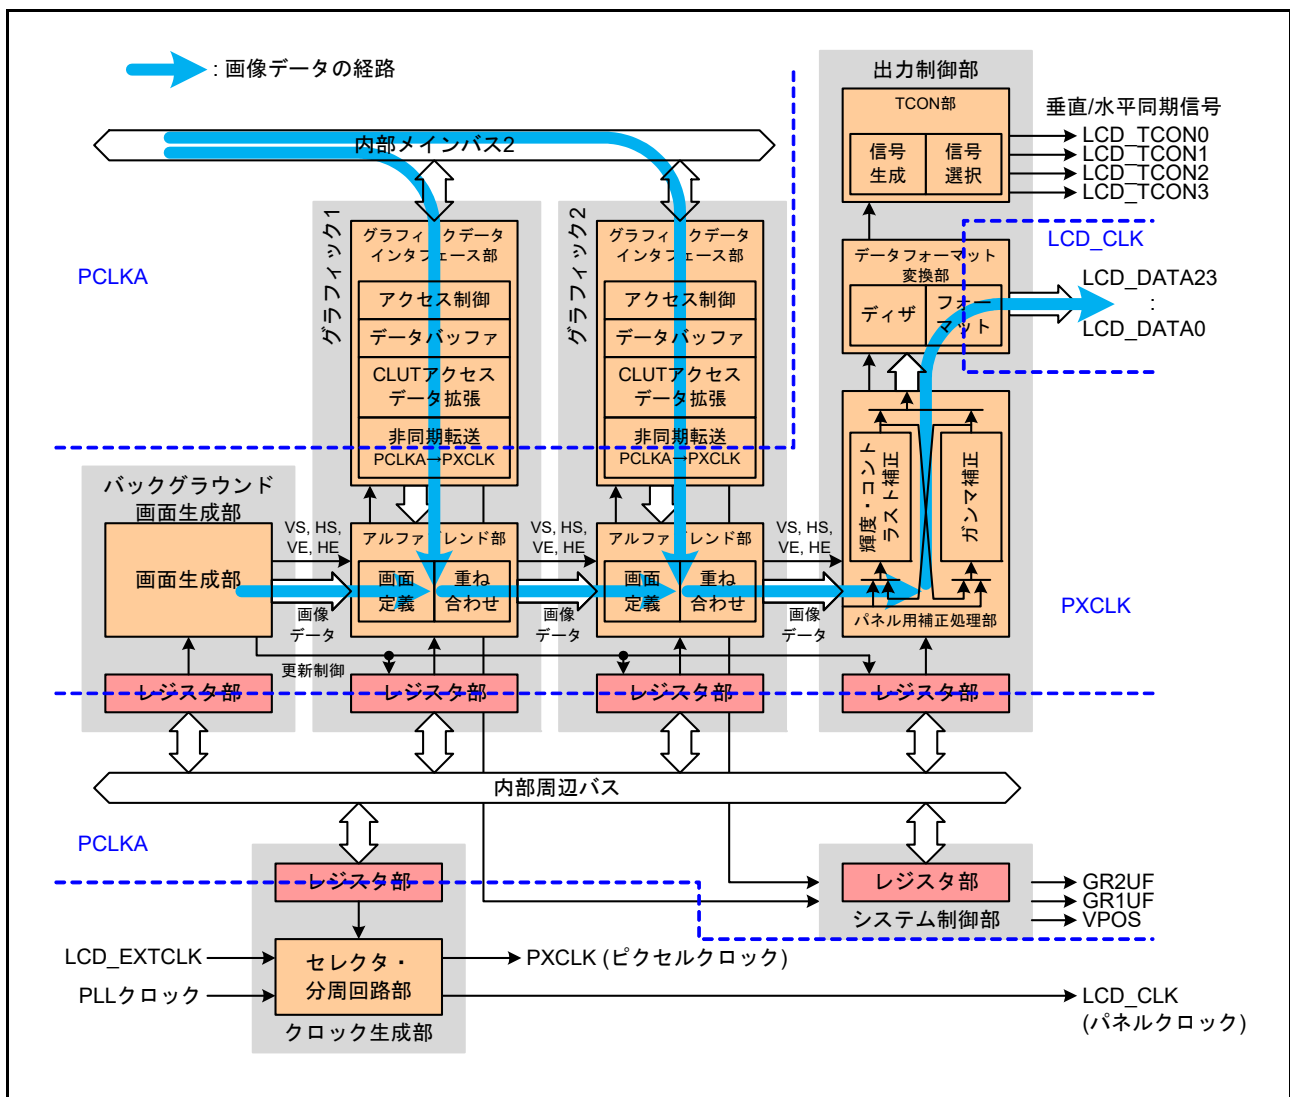 : 画像データの経路
内部メインバス2
PCLKA
グラフィック1
グラフィックデータ
インタフェース部
アクセス制御
データバッファ
CLUTアクセス
データ拡張
非同期転送
PCLKA→PXCLK
グラフィック2
グラフィックデータ
インタフェース部
アクセス制御
データバッファ
CLUTアクセス
データ拡張
非同期転送
PCLKA→PXCLK
出力制御部
TCON部
信号
生成
信号
選択
垂直/水平同期信号
LCD_TCON0
LCD_TCON1
LCD_TCON2
LCD_TCON3
LCD_CLK
データフォーマット
変換部
ディザ
フォー
マット
LCD_DATA23
:
LCD_DATA0
輝度・コント
ラスト補正
ガンマ補正
パネル用補正処理部
PXCLK
バックグラウンド
画面生成部
画面生成部
VS, HS,
VE, HE
画像
データ
アルファブレンド部
画面
定義
重ね
合わせ
VS, HS,
VE, HE
画像
データ
アルファブレンド部
画面
定義
重ね
合わせ
VS, HS,
VE, HE
画像
データ
更新制御
レジスタ部
レジスタ部
レジスタ部
レジスタ部
内部周辺バス
PCLKA
レジスタ部
レジスタ部
システム制御部
GR2UF
GR1UF
VPOS
LCD_EXTCLK
PLLクロック
セレクタ・
分周回路部
クロック生成部
PXCLK (ピクセルクロック)
LCD_CLK
(パネルクロック)